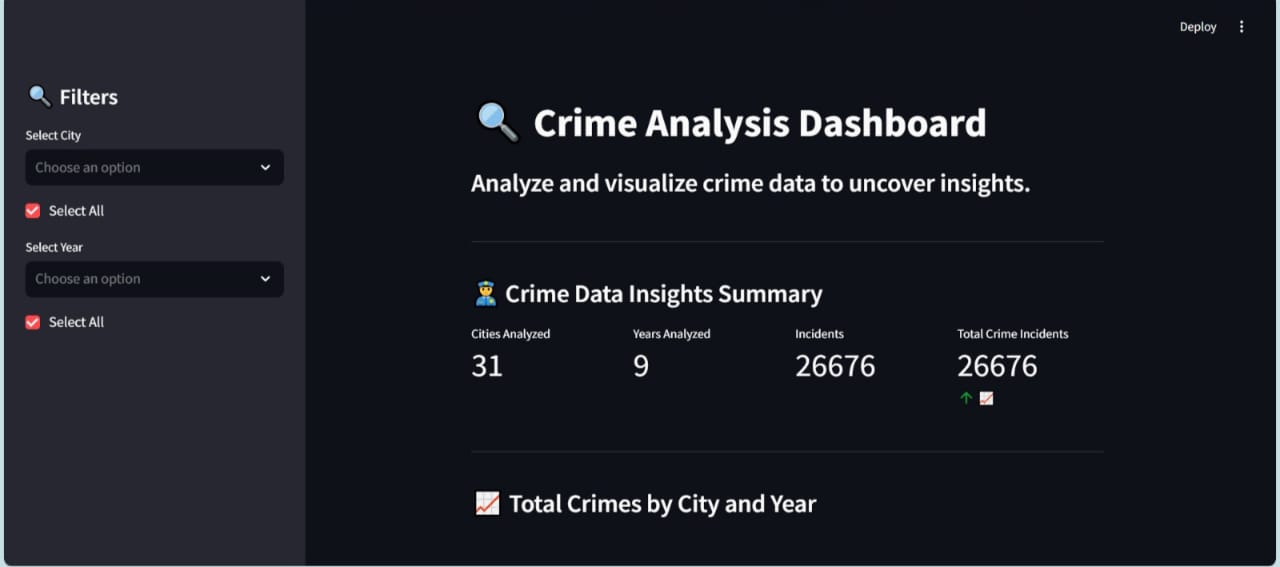 Deploy
Filters
Select City
Choose an option
Select All
Select Year
Choose an option
Select All
Crime Analysis Dashboard
Analyze and visualize crime data to uncover insights.
Crime Data Insights Summary
Cities Analyzed
31
Years Analyzed
9
Incidents
26676
Total Crime Incidents
26676
Total Crimes by City and Year